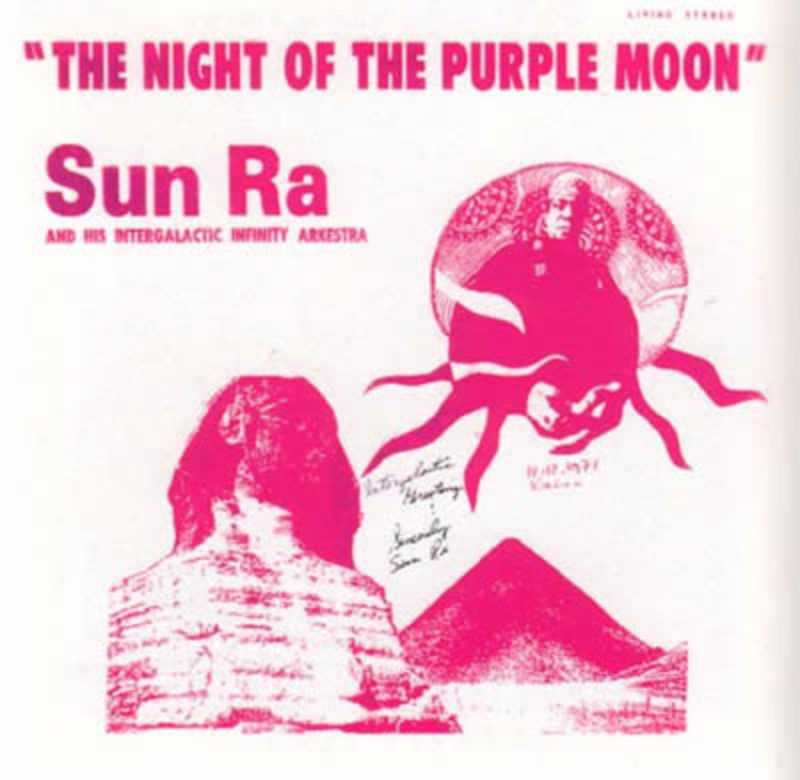 LIVING STEREO
"THE NIGHT OF THE PURPLE MOON"
Sun Ra
AND HIS INTERGALACTIC INFINITY ARKESTRA
Intergalactic
Greetings
Sincerely
Sun Ra